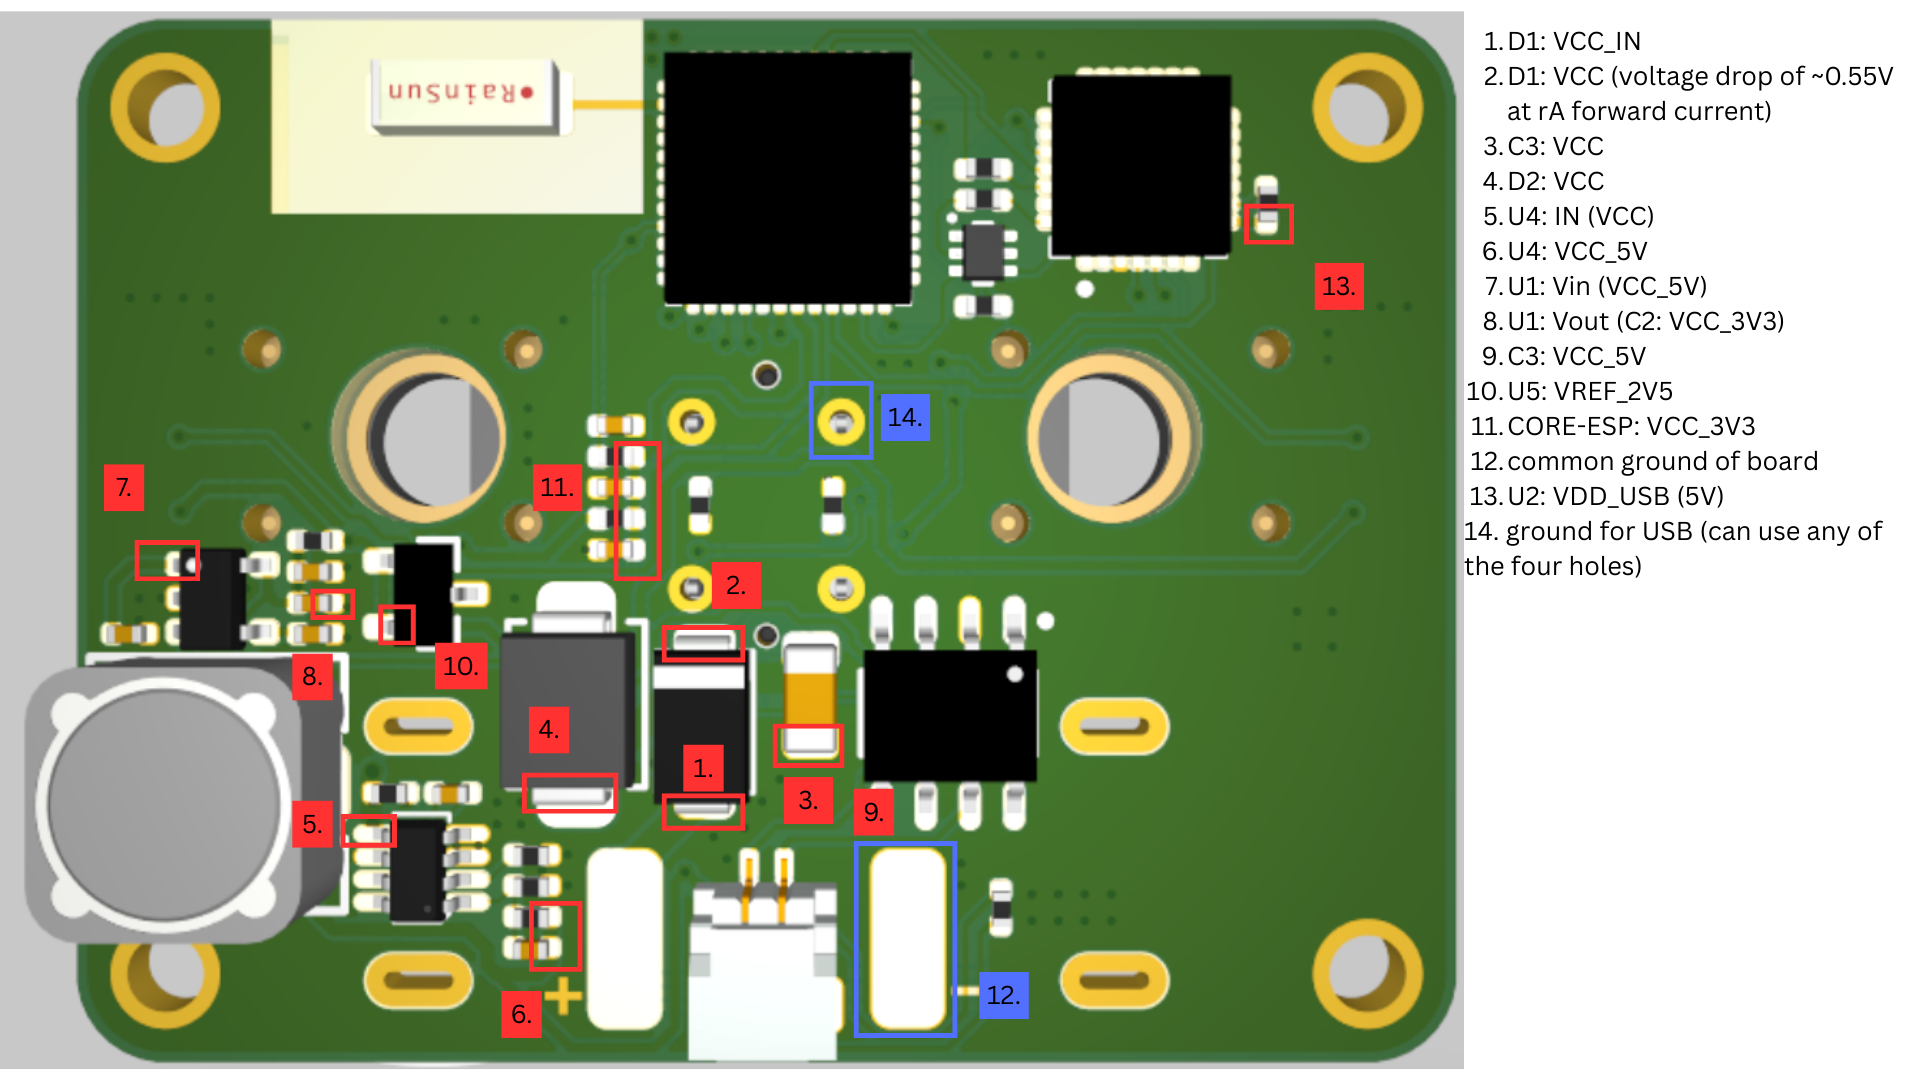 RainSun
1. D1: VCC_IN
2. D1: VCC (voltage drop of ~0.55V
at rA forward current)
3. C3: VCC
4. D2: VCC
5. U4: IN (VCC)
6. U4: VCC_5V
7. U1: Vin (VCC_5V)
8. U1: Vout (C2: VCC_3V3)
9. C3: VCC_5V
10. U5: VREF_2V5
11. CORE-ESP: VCC_3V3
12. common ground of board
13. U2: VDD_USB (5V)
14. ground for USB (can use any of
the four holes)
13.
14.
7.
11.
2.
8.
10.
4.
1.
3.
9.
5.
6.
+
12.